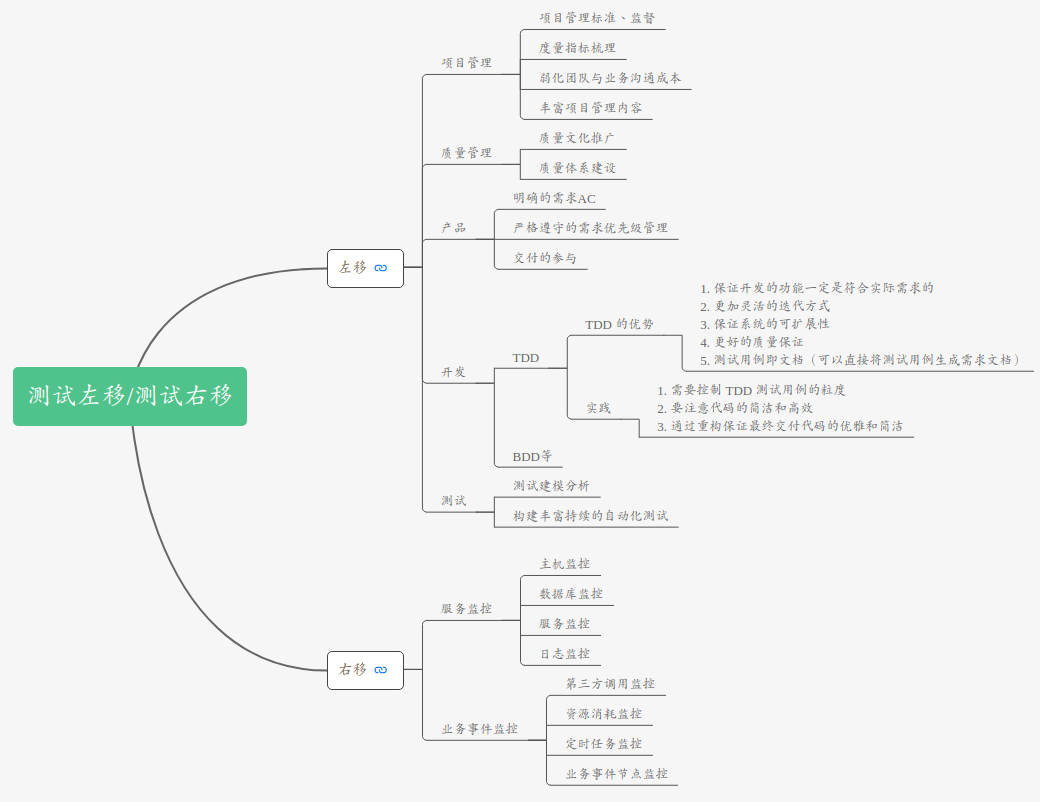 测试左移/测试右移
左移
项目管理
项目管理标准、监督
度量指标梳理
弱化团队与业务沟通成本
丰富项目管理内容
质量管理
质量文化推广
质量体系建设
产品
明确的需求AC
严格遵守的需求优先级管理
交付的参与
开发
TDD
TDD 的优势
1. 保证开发的功能一定是符合实际需求的
2. 更加灵活的迭代方式
3. 保证系统的可扩展性
4. 更好的质量保证
5. 测试用例即文档（可以直接将测试用例生成需求文档）
实践
1. 需要控制 TDD 测试用例的粒度
2. 要注意代码的简洁和高效
3. 通过重构保证最终交付代码的优雅和简洁
BDD等
测试
测试建模分析
构建丰富持续的自动化测试
右移
服务监控
主机监控
数据库监控
服务监控
日志监控
业务事件监控
第三方调用监控
资源消耗监控
定时任务监控
业务事件节点监控